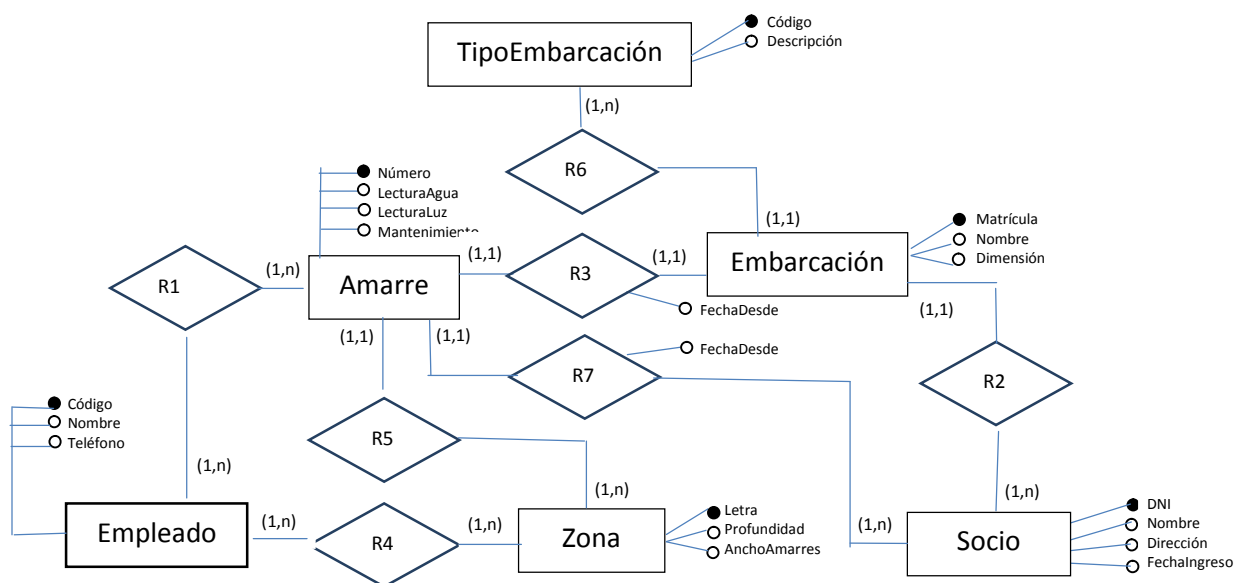 Código
Descripción
TipoEmbarcación
(1,n)
R6
Número
LecturaAgua
LecturaLuz
Mantenimiento
(1,1)
Matrícula
Nombre
Dimensión
(1,n)
R1
Amarre
(1,1)
R3
(1,1)
Embarcación
FechaDesde
(1,1)
(1,1)
(1,1)
FechaDesde
R7
R2
Código
Nombre
Teléfono
R5
(1,n)
(1,n)
(1,n)
Empleado
(1,n)
R4
(1,n)
Zona
Letra
Profundidad
AnchoAmarres
(1,n)
Socio
DNI
Nombre
Dirección
FechaIngreso